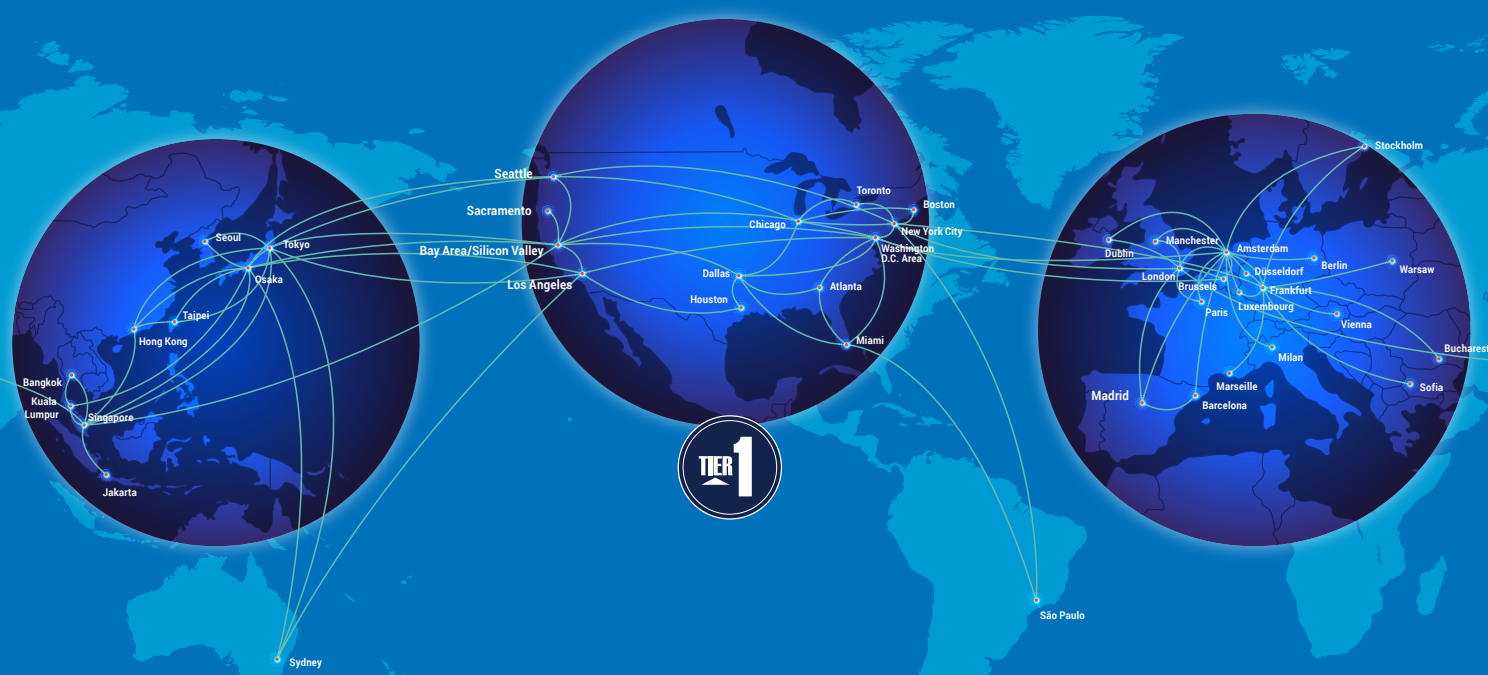 Seoul
Tokyo
Osaka
Taipei
Hong Kong
Bangkok
Kuala
Lumpur
Singapore
Jakarta
Sydney
Seattle
Sacramento
Bay Area/Silicon Valley
Los Angeles
Toronto
Boston
Chicago
New York City
Washington
D.C. Area
Dallas
Houston
Atlanta
Miami
TIER 1
São Paulo
Stockholm
Dublin
Manchester
Amsterdam
London
Düsseldorf
Berlin
Warsaw
Brussels
Frankfurt
Luxembourg
Paris
Vienna
Bucharest
Milan
Marseille
Sofia
Madrid
Barcelona